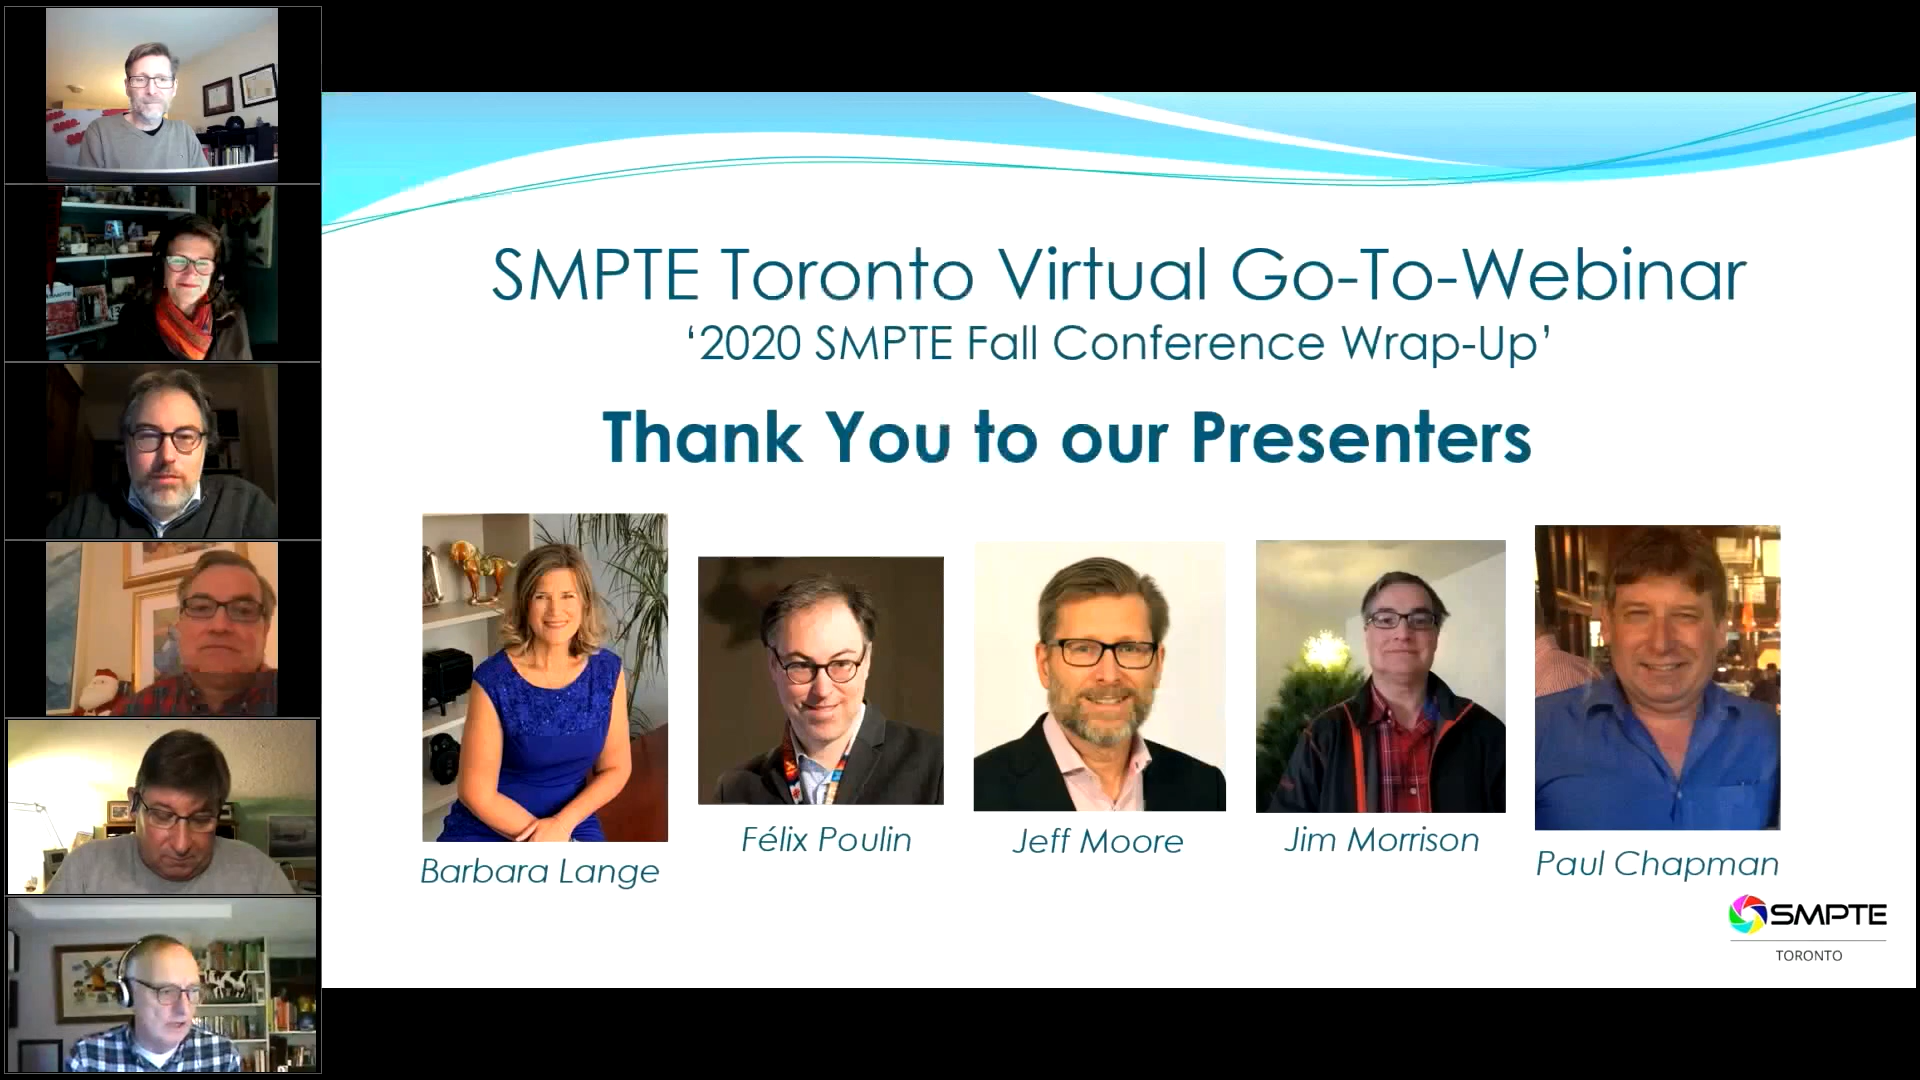 SMPTE Toronto Virtual Go-To-Webinar
‘2020 SMPTE Fall Conference Wrap-Up’
Thank You to our Presenters
Barbara Lange
Félix Poulin
Jeff Moore
Jim Morrison
Paul Chapman
SMPTE
TORONTO